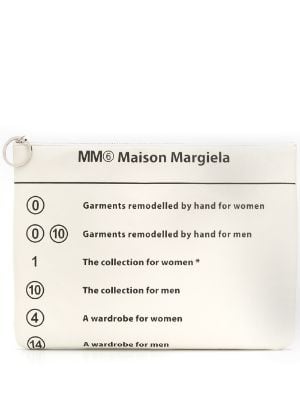 MM⑥ Maison Margiela
⓪ Garments remodelled by hand for women
⓪ ⑩ Garments remodelled by hand for men
1 The collection for women *
⑩ The collection for men
④ A wardrobe for women
⑭ A wardrobe for men